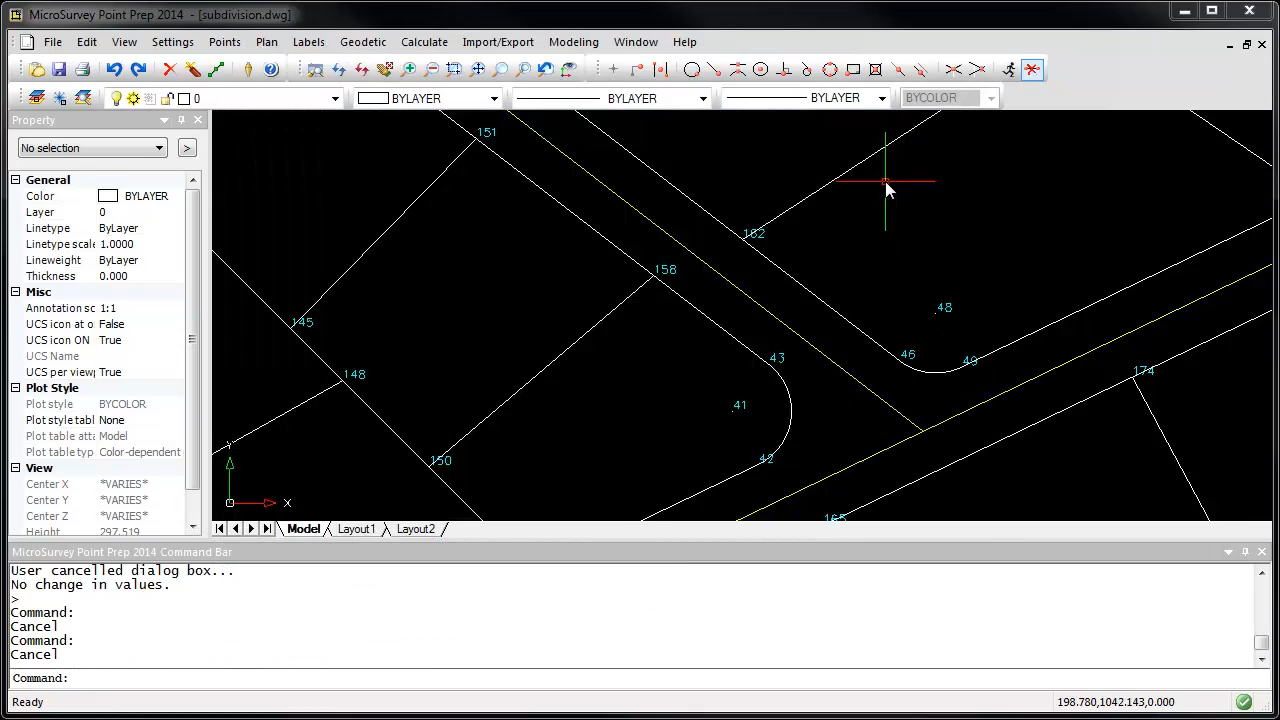 MicroSurvey Point Prep 2014 - [subdivision.dwg]
File Edit View Settings Points Plan Labels Geodetic Calculate Import/Export Modeling Window Help
0 BYLAYER BYLAYER BYLAYER BYCOLOR
Property
No selection >
General
Color BYLAYER
Layer 0
Linetype ByLayer
Linetype scale 1.0000
Lineweight ByLayer
Thickness 0.000
Misc
Annotation sc 1:1
UCS icon at o False
UCS icon ON True
UCS Name
UCS per viewp True
Plot Style
Plot style BYCOLOR
Plot style table None
Plot table atta Model
Plot table typ Color-dependent
View
Center X *VARIES*
Center Y *VARIES*
Center Z *VARIES*
Height 297.519
151
182
158
48
145
46
43
49
174
148
41
42
150
165
Y
X
Model Layout1 Layout2
MicroSurvey Point Prep 2014 Command Bar
User cancelled dialog box...
No change in values.
>
Command:
Cancel
Command:
Cancel
Command:
Ready 198.780,1042.143,0.000